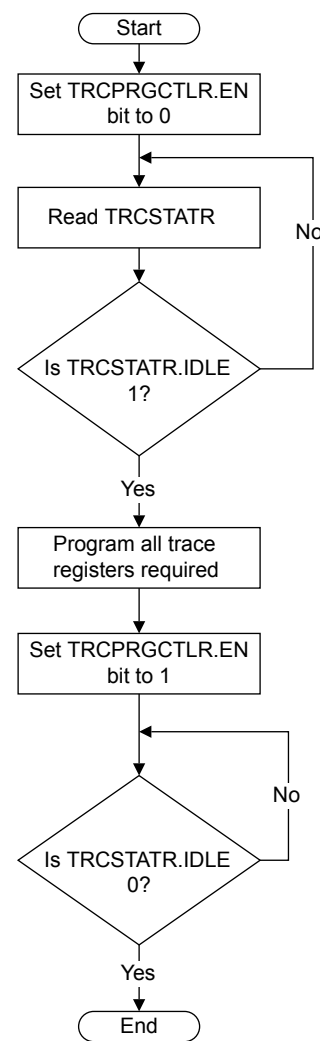 Start
Set TRCPRGCTLR.EN
bit to 0
Read TRCSTATR
No
Is TRCSTATR.IDLE
1?
Yes
Program all trace
registers required
Set TRCPRGCTLR.EN
bit to 1
No
Is TRCSTATR.IDLE
0?
Yes
End